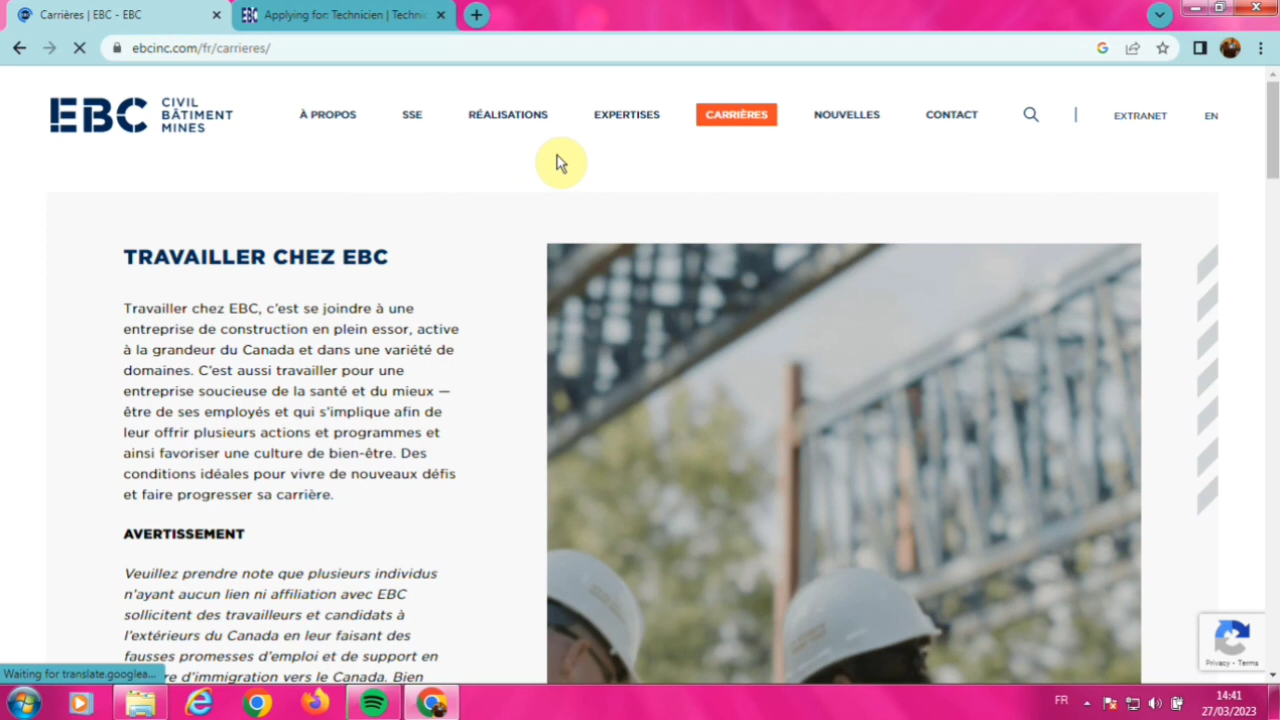 Carrières | EBC - EBC
Applying for: Technicien | Technic
ebcinc.com/fr/carrieres/
EBC CIVIL
BÂTIMENT
MINES
À PROPOS
SSE
RÉALISATIONS
EXPERTISES
CARRIÈRES
NOUVELLES
CONTACT
EXTRANET
EN
TRAVAILLER CHEZ EBC
Travailler chez EBC, c'est se joindre à une
entreprise de construction en plein essor, active
à la grandeur du Canada et dans une variété de
domaines. C'est aussi travailler pour une
entreprise soucieuse de la santé et du mieux —
être de ses employés et qui s'implique afin de
leur offrir plusieurs actions et programmes et
ainsi favoriser une culture de bien-être. Des
conditions idéales pour vivre de nouveaux défis
et faire progresser sa carrière.
AVERTISSEMENT
Veuillez prendre note que plusieurs individus
n'ayant aucun lien ni affiliation avec EBC
sollicitent des travailleurs et candidats à
l'extérieurs du Canada en leur faisant des
fausses promesses d'emploi et de support en
re d'immigration vers le Canada. Bien
Privacy - Terms
Waiting for translate.googlea...
FR
14:41
27/03/2023